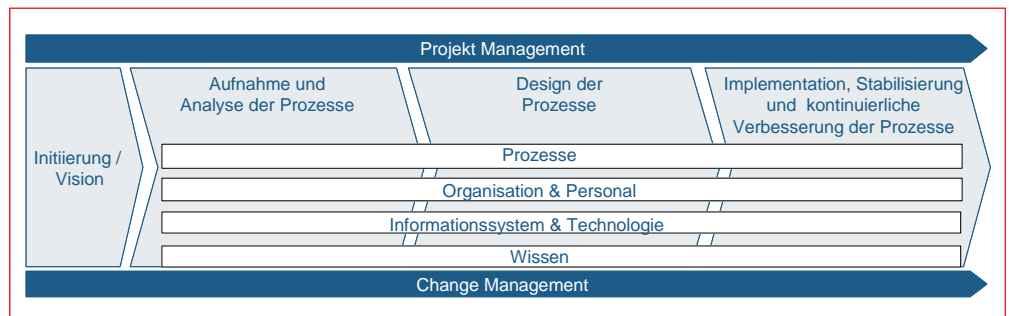 Projekt Management
Initiierung /
Vision
Aufnahme und
Analyse der Prozesse
Design der
Prozesse
Implementation, Stabilisierung
und kontinuierliche
Verbesserung der Prozesse
Prozesse
Organisation & Personal
Informationssystem & Technologie
Wissen
Change Management